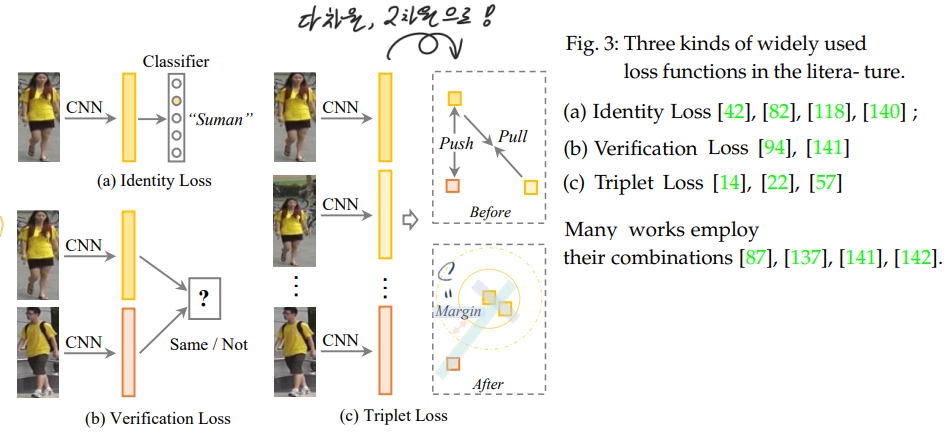 다차원, 2차원으로!
Classifier
CNN
"Suman"
(a) Identity Loss
CNN
CNN
?
Same / Not
(b) Verification Loss
CNN
CNN
CNN
Push
Pull
Before
Margin
After
(c) Triplet Loss
Fig. 3: Three kinds of widely used
loss functions in the litera- ture.
(a) Identity Loss [42], [82], [118], [140] ;
(b) Verification Loss [94], [141]
(c) Triplet Loss [14], [22], [57]
Many works employ
their combinations [87], [137], [141], [142].